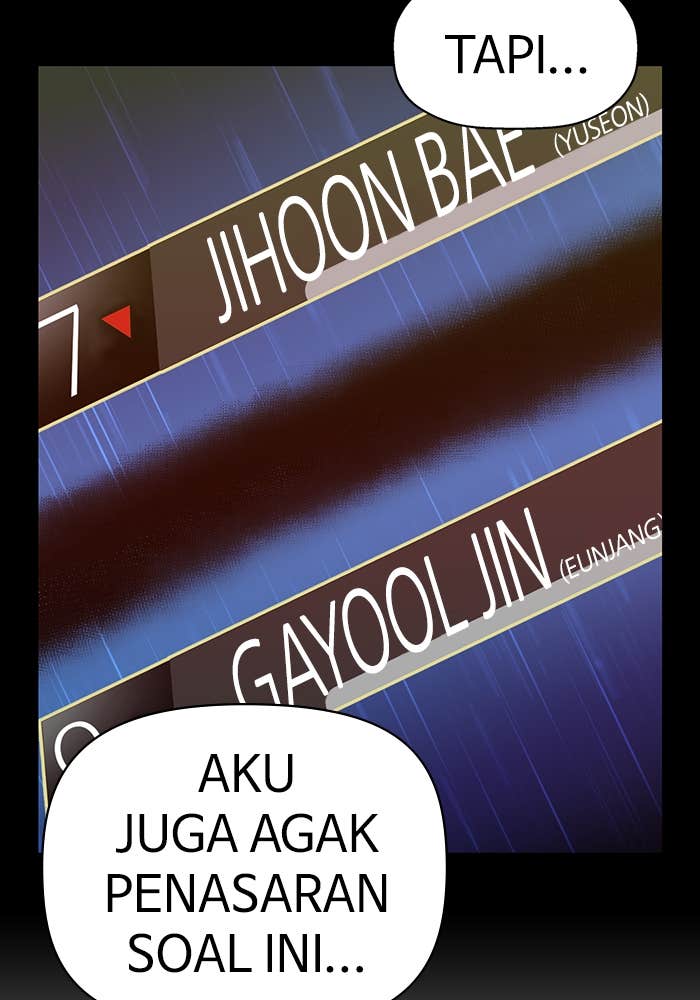 TAPI...
JIHOON BAE (YUSEON)
7
GAYOOL JIN (EUNJANG)
AKU
JUGA AGAK
PENASARAN
SOAL INI...